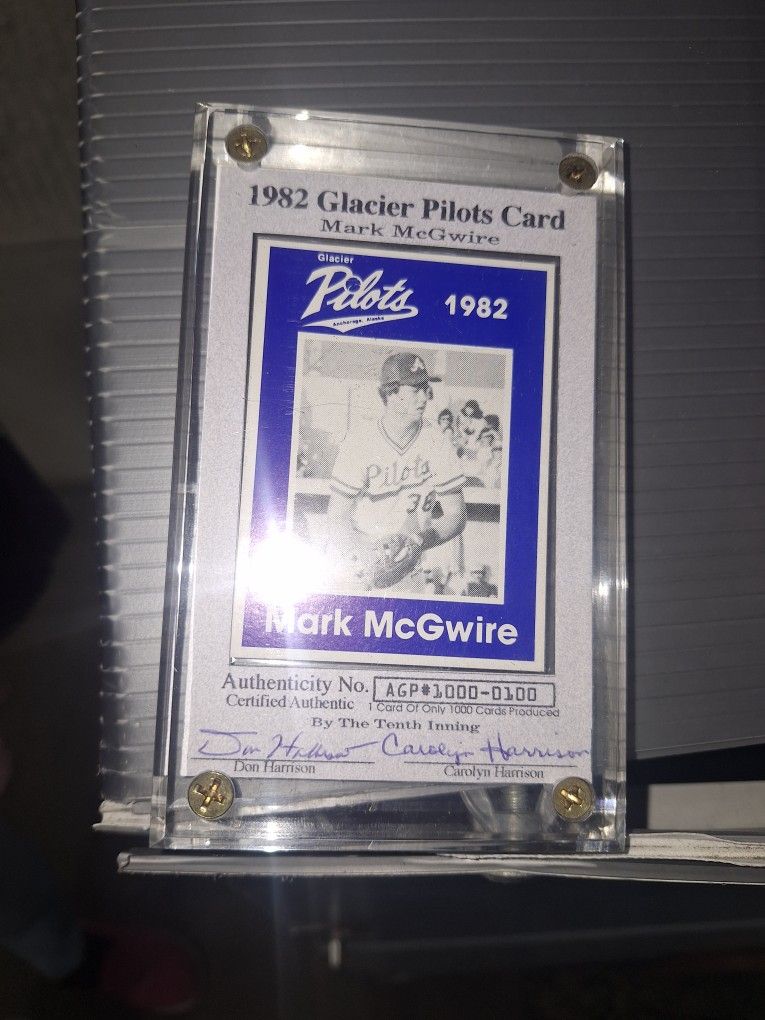 1982 Glacier Pilots Card
Mark McGwire
Glacier
Pilots 1982
Anchorage, Alaska
A
Pilots
36
Mark McGwire
Authenticity No. AGP#1000-0100
Certified Authentic 1 Card Of Only 1000 Cards Produced
By The Tenth Inning
Don Harrison Carolyn Harrison
Don Harrison Carolyn Harrison